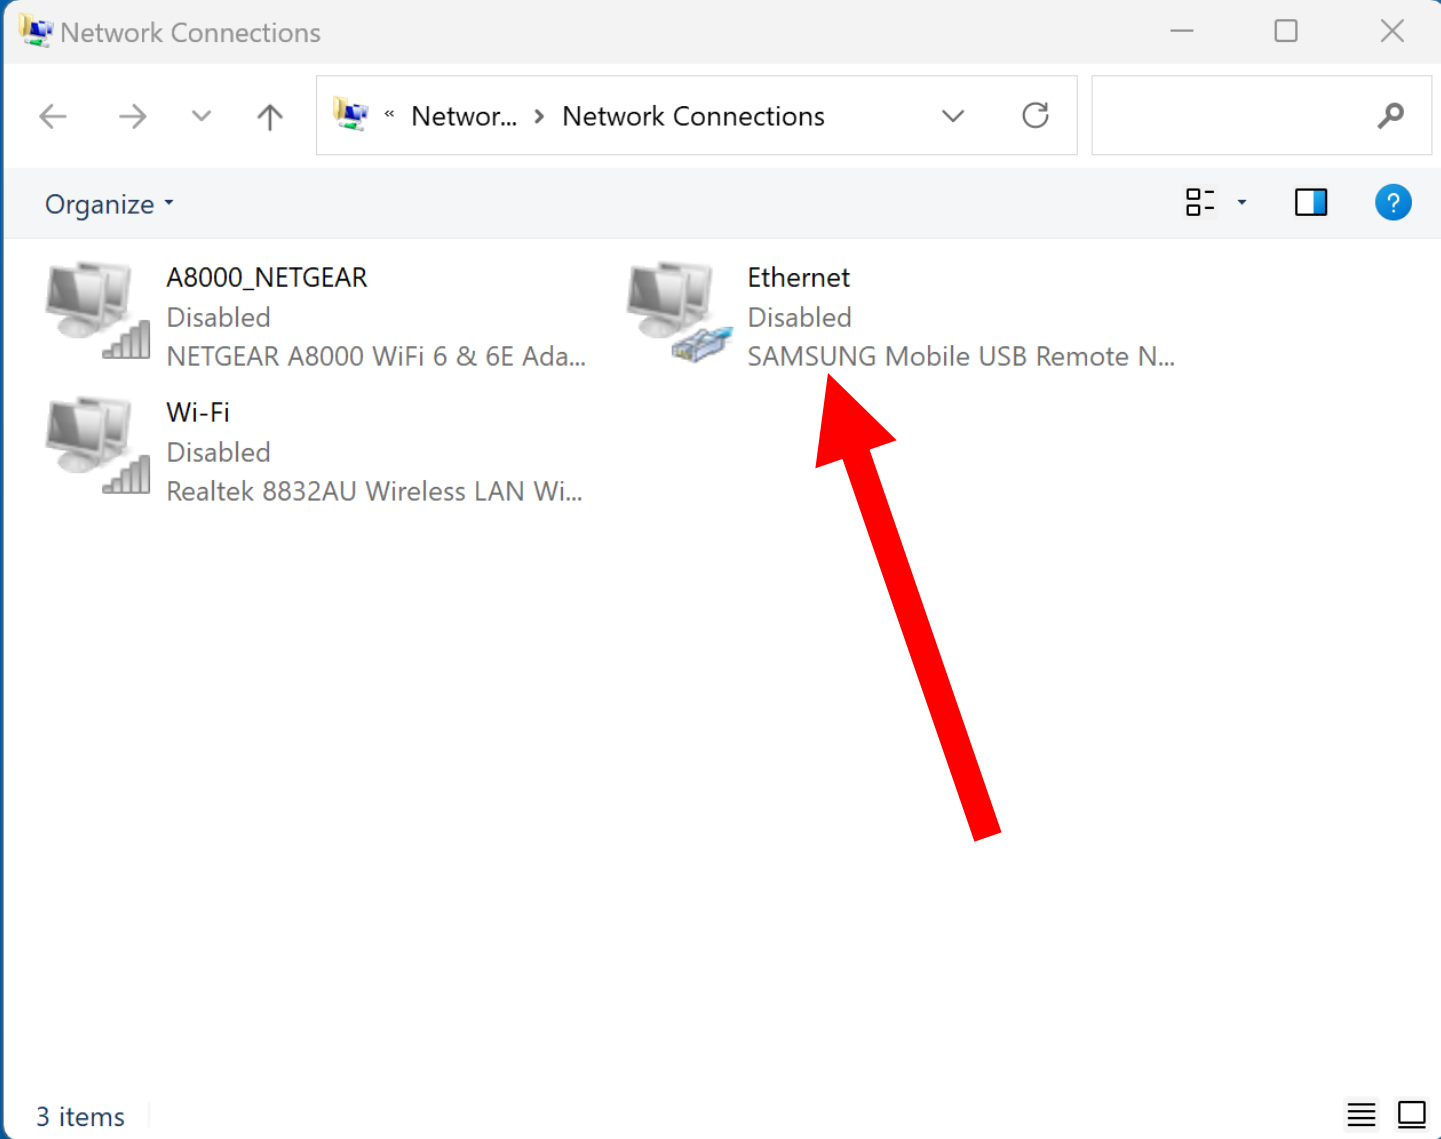 Network Connections
« Networ... › Network Connections
Organize
?
A8000_NETGEAR
Disabled
NETGEAR A8000 WiFi 6 & 6E Ada...
Ethernet
Disabled
SAMSUNG Mobile USB Remote N...
Wi-Fi
Disabled
Realtek 8832AU Wireless LAN Wi...
3 items